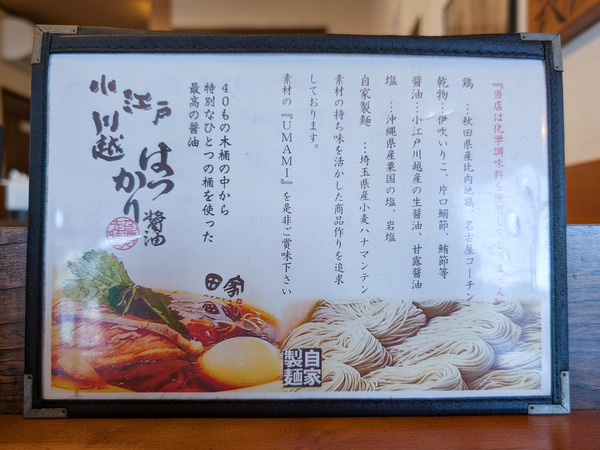 『当店は化学調味料を使用しておりません』
鶏　…秋田県産比内地鶏、名古屋コーチン
乾物…伊吹いりこ、片口鰯節、鮪節等
醤油…小江戸川越産の生醤油、甘露醤油
塩　…沖縄県産粟国の塩、岩塩
自家製麺　…埼玉県産小麦ハナマンテン
素材の持ち味を活かした商品作りを追求
しております。
素材の『UMAMI』を是非ご賞味下さい
40もの木桶の中から
特別なひとつの桶を使った
最高の醤油
小江戸
川越
はつかり
醤油
自家
製麺